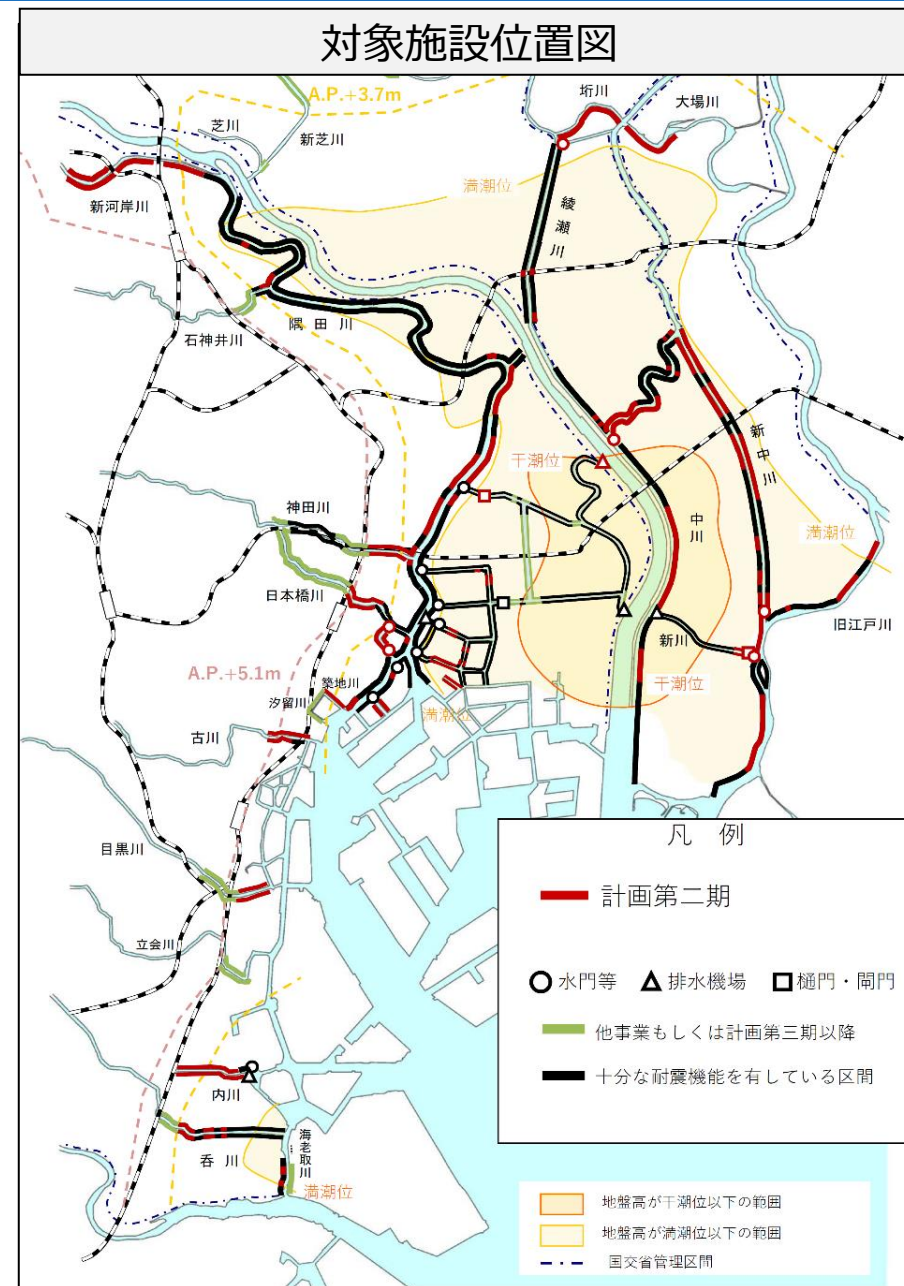 対象施設位置図
A.P.+3.7m
垳川
大場川
芝川
新芝川
満潮位
新河岸川
綾瀬川
石神井川
隅田川
干潮位
新中川
神田川
中川
満潮位
日本橋川
新川
旧江戸川
A.P.+5.1m
築地川
干潮位
汐留川
満潮位
古川
目黒川
立会川
内川
呑川
海老取川
満潮位
凡 例
計画第二期
水門等 排水機場 樋門・閘門
他事業もしくは計画第三期以降
十分な耐震機能を有している区間
地盤高が干潮位以下の範囲
地盤高が満潮位以下の範囲
国交省管理区間